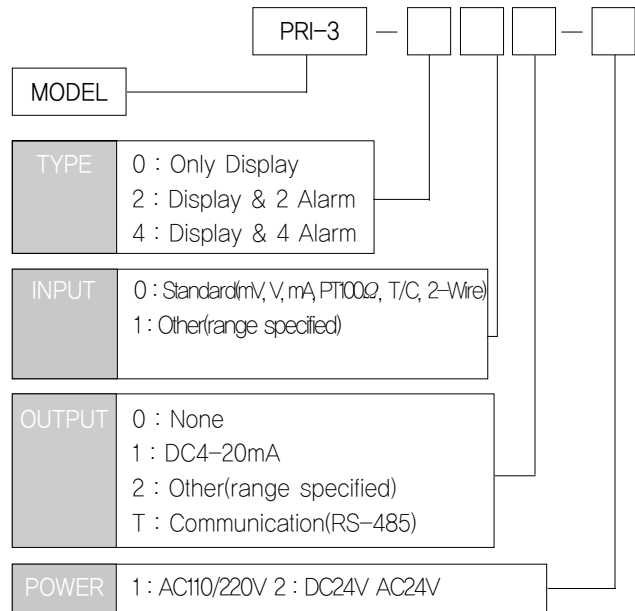 PRI-3 — —
MODEL
TYPE
0 : Only Display
2 : Display & 2 Alarm
4 : Display & 4 Alarm
INPUT
0 : Standard(mV, V, mA, PT100Ω, T/C, 2-Wire)
1 : Other(range specified)
OUTPUT
0 : None
1 : DC4-20mA
2 : Other(range specified)
T : Communication(RS-485)
POWER
1 : AC110/220V 2 : DC24V AC24V